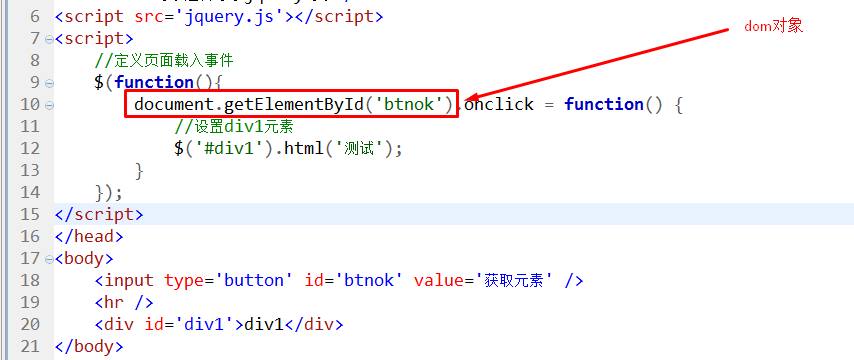 6 <script src='jquery.js'></script>
dom对象
7 <script>
8 //定义页面载入事件
9 $(function(){
10 document.getElementById('btnok').onclick = function() {
11 //设置div1元素
12 $('#div1').html('测试');
13 }
14 });
15 </script>
16 </head>
17 <body>
18 <input type='button' id='btnok' value='获取元素' />
19 <hr />
20 <div id='div1'>div1</div>
21 </body>